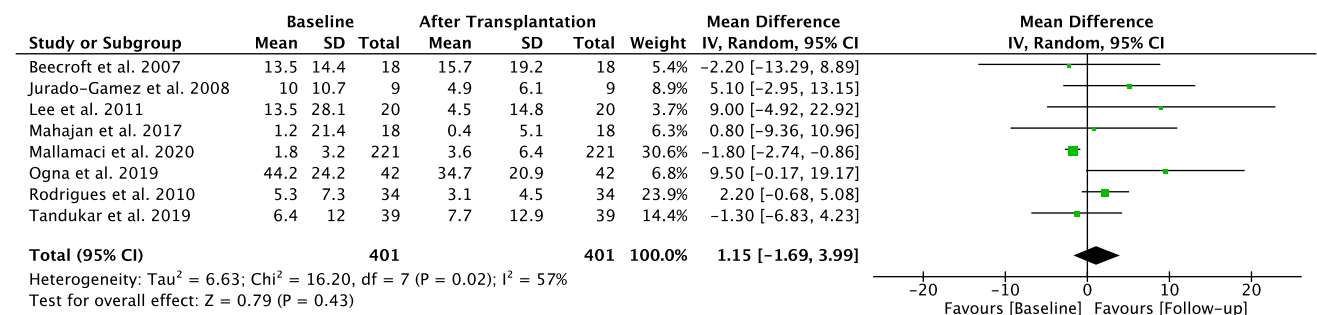 Baseline After Transplantation Mean Difference Mean Difference
Study or Subgroup Mean SD Total Mean SD Total Weight IV, Random, 95% CI IV, Random, 95% CI
Beecroft et al. 2007 13.5 14.4 18 15.7 19.2 18 5.4% -2.20 [-13.29, 8.89]
Jurado-Gamez et al. 2008 10 10.7 9 4.9 6.1 9 8.9% 5.10 [-2.95, 13.15]
Lee et al. 2011 13.5 28.1 20 4.5 14.8 20 3.7% 9.00 [-4.92, 22.92]
Mahajan et al. 2017 1.2 21.4 18 0.4 5.1 18 6.3% 0.80 [-9.36, 10.96]
Mallamaci et al. 2020 1.8 3.2 221 3.6 6.4 221 30.6% -1.80 [-2.74, -0.86]
Ogna et al. 2019 44.2 24.2 42 34.7 20.9 42 6.8% 9.50 [-0.17, 19.17]
Rodrigues et al. 2010 5.3 7.3 34 3.1 4.5 34 23.9% 2.20 [-0.68, 5.08]
Tandukar et al. 2019 6.4 12 39 7.7 12.9 39 14.4% -1.30 [-6.83, 4.23]
Total (95% CI) 401 401 100.0% 1.15 [-1.69, 3.99]
Heterogeneity: Tau² = 6.63; Chi² = 16.20, df = 7 (P = 0.02); I² = 57%
Test for overall effect: Z = 0.79 (P = 0.43)
-20 -10 0 10 20
Favours [Baseline] Favours [Follow-up]